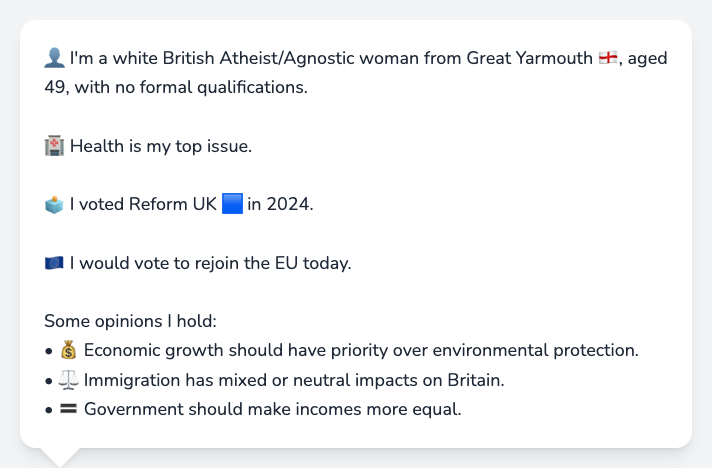 👤 I'm a white British Atheist/Agnostic woman from Great Yarmouth 🏴󠁧󠁢󠁥󠁮󠁧󠁿, aged
49, with no formal qualifications.
🏥 Health is my top issue.
🗳️ I voted Reform UK 🟦 in 2024.
🇪🇺 I would vote to rejoin the EU today.
Some opinions I hold:
• 💰 Economic growth should have priority over environmental protection.
• ⚖️ Immigration has mixed or neutral impacts on Britain.
• 🟰 Government should make incomes more equal.